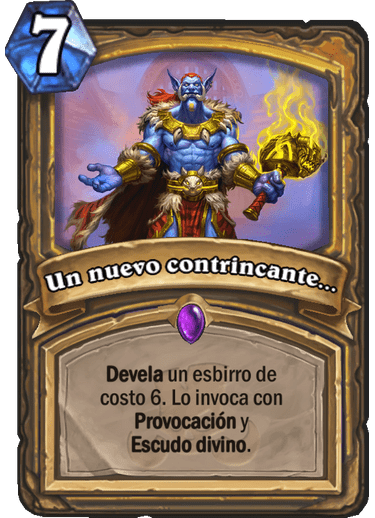 7
Un nuevo contrincante...
Devela un esbirro de
costo 6. Lo invoca con
Provocación y
Escudo divino.